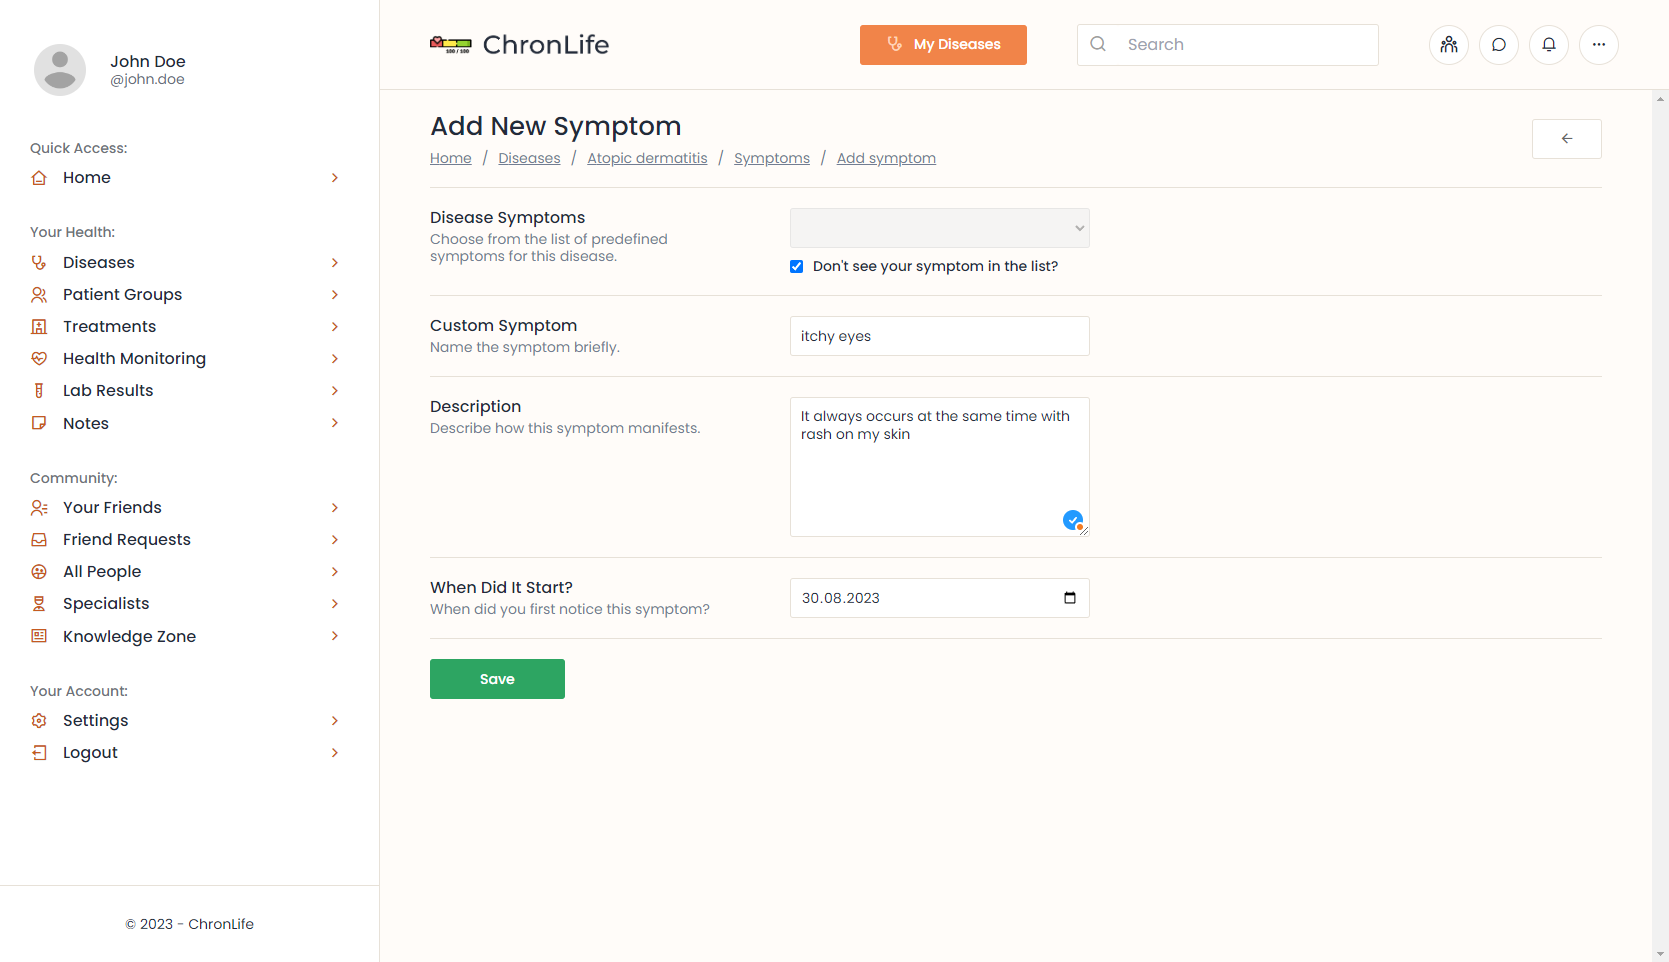 John Doe
@john.doe
Quick Access:
Home
Your Health:
Diseases
Patient Groups
Treatments
Health Monitoring
Lab Results
Notes
Community:
Your Friends
Friend Requests
All People
Specialists
Knowledge Zone
Your Account:
Settings
Logout
© 2023 - ChronLife
100 / 100
ChronLife
My Diseases
Search
Add New Symptom
Home / Diseases / Atopic dermatitis / Symptoms / Add symptom
Disease Symptoms
Choose from the list of predefined
symptoms for this disease.
Don't see your symptom in the list?
Custom Symptom
Name the symptom briefly.
itchy eyes
Description
Describe how this symptom manifests.
It always occurs at the same time with
rash on my skin
When Did It Start?
When did you first notice this symptom?
30.08.2023
Save